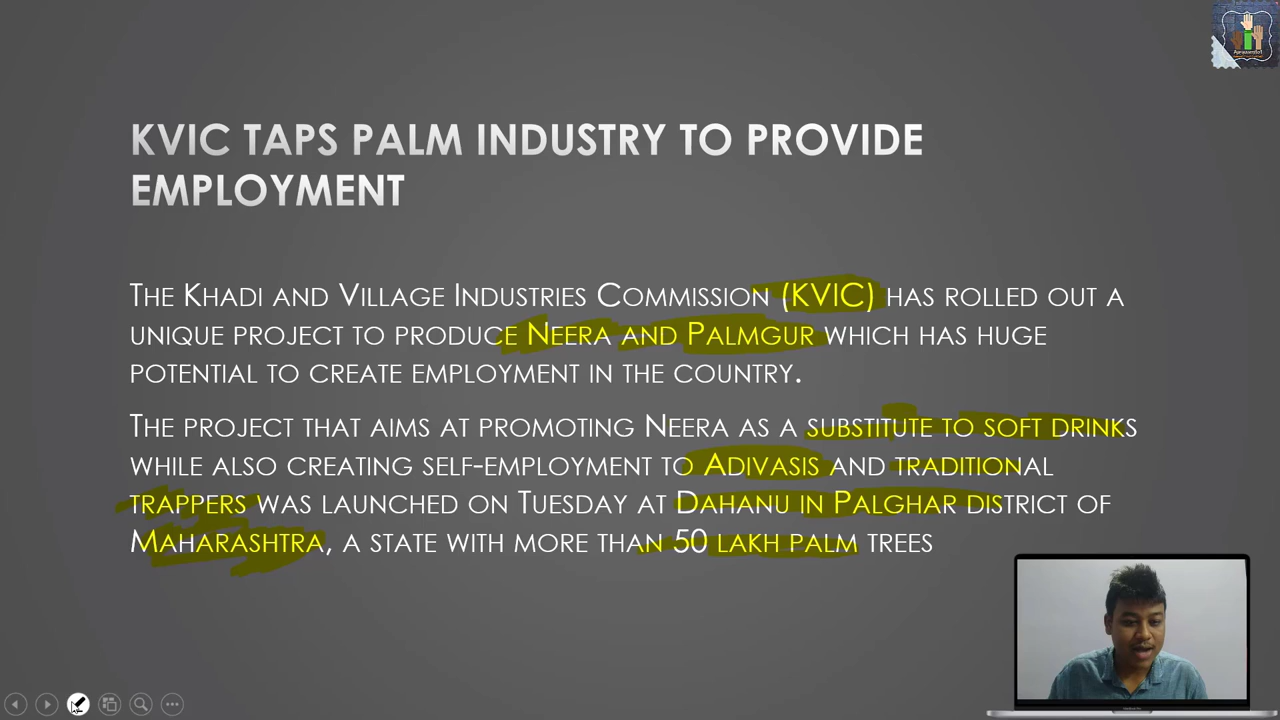 KVIC TAPS PALM INDUSTRY TO PROVIDE
EMPLOYMENT
THE KHADI AND VILLAGE INDUSTRIES COMMISSION (KVIC) HAS ROLLED OUT A
UNIQUE PROJECT TO PRODUCE NEERA AND PALMGUR WHICH HAS HUGE
POTENTIAL TO CREATE EMPLOYMENT IN THE COUNTRY.
THE PROJECT THAT AIMS AT PROMOTING NEERA AS A SUBSTITUTE TO SOFT DRINKS
WHILE ALSO CREATING SELF-EMPLOYMENT TO ADIVASIS AND TRADITIONAL
TRAPPERS WAS LAUNCHED ON TUESDAY AT DAHANU IN PALGHAR DISTRICT OF
MAHARASHTRA, A STATE WITH MORE THAN 50 LAKH PALM TREES